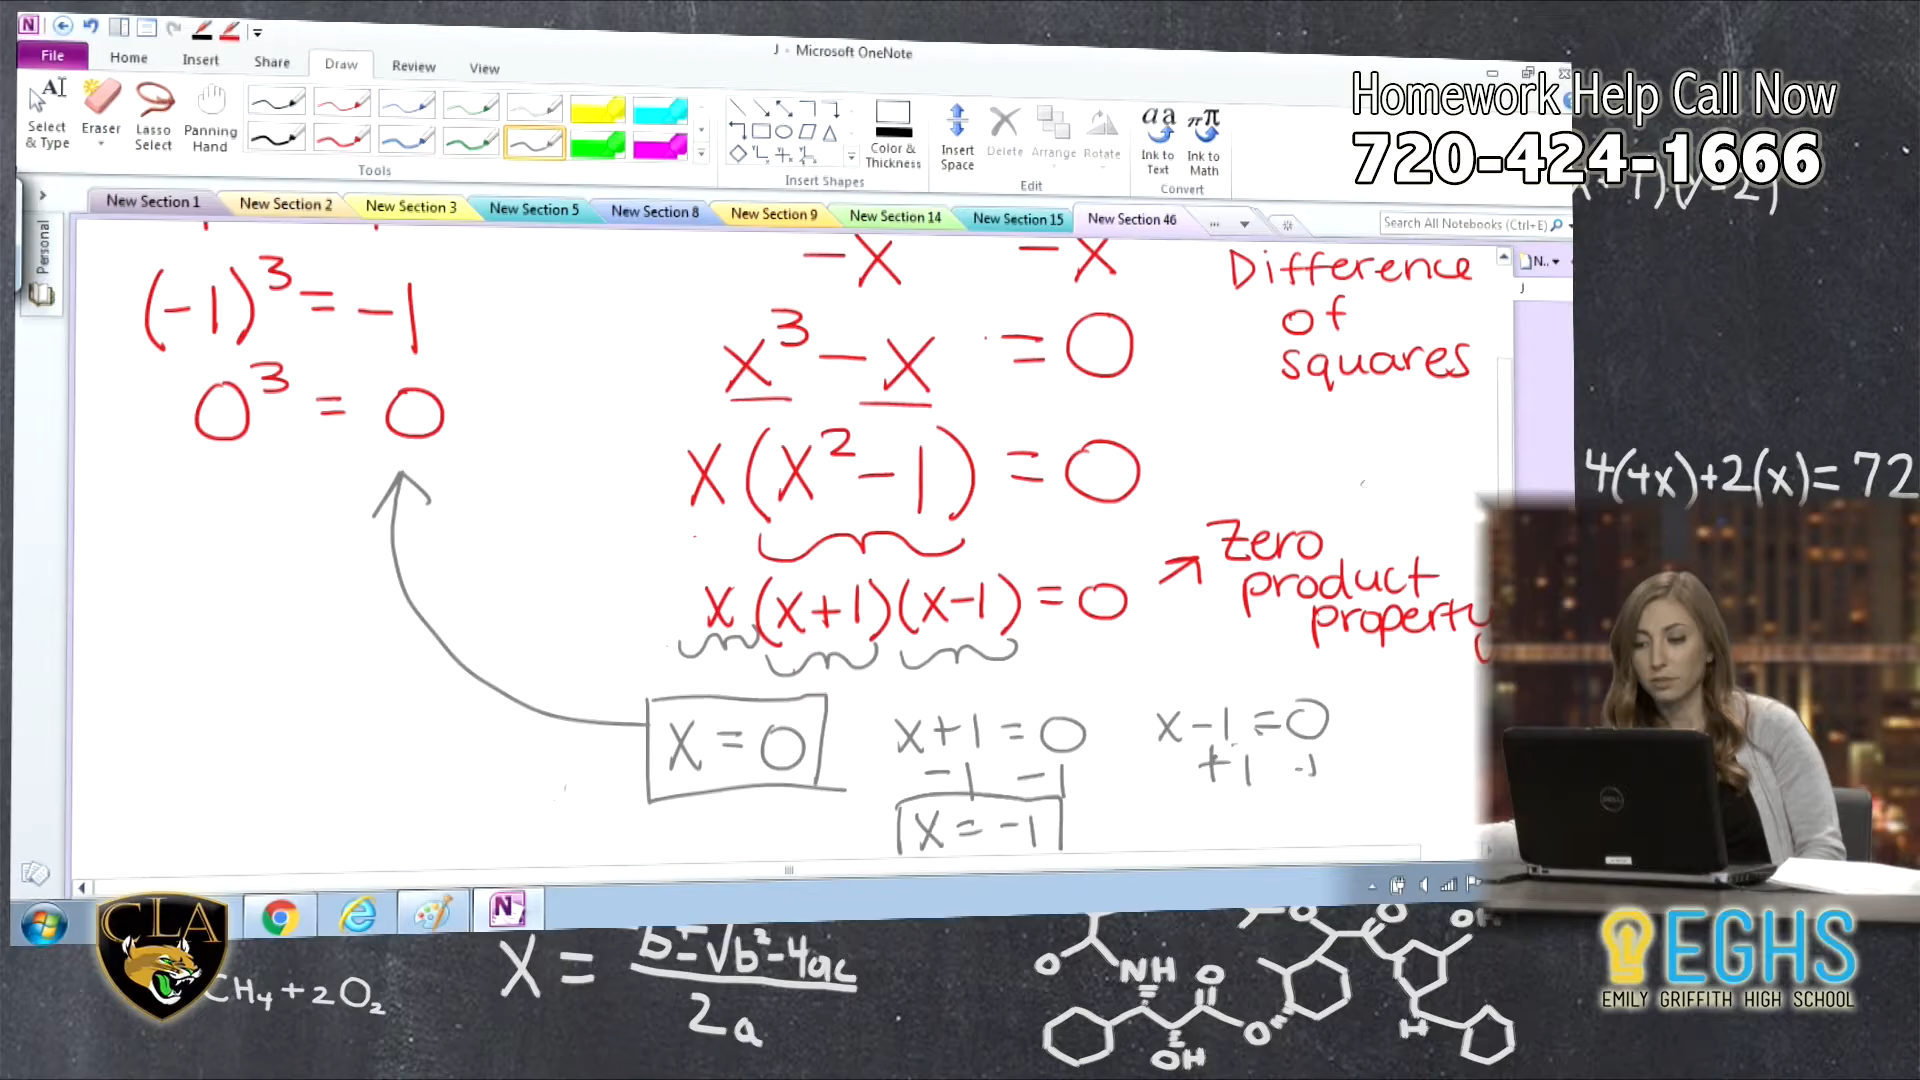 J - Microsoft OneNote
File Home Insert Share Draw Review View
Select & Type
Eraser
Lasso Select
Panning Hand
Tools
Insert Shapes
Color & Thickness
Insert Space
Delete
Arrange
Rotate
Edit
Ink to Text
Ink to Math
Convert
Homework Help Call Now
720-424-1666
New Section 1 New Section 2 New Section 3 New Section 5 New Section 8 New Section 9 New Section 14 New Section 15 New Section 46 ...
Search All Notebooks (Ctrl+E)
Personal
N..
J
(-1)³ = -1
0³ = 0
-x -x
x³ - x = 0
x(x² - 1) = 0
x(x+1)(x-1) = 0
Difference
of
squares
Zero
product
property
x = 0
x+1=0
-1 -1
x = -1
x-1=0
+1
4(4x)+2(x)=72
DELL
CLA
CH₄ + 2O₂
X = b±√b²-4ac
2a
O NH O O OH H OH
EGHS
EMILY GRIFFITH HIGH SCHOOL